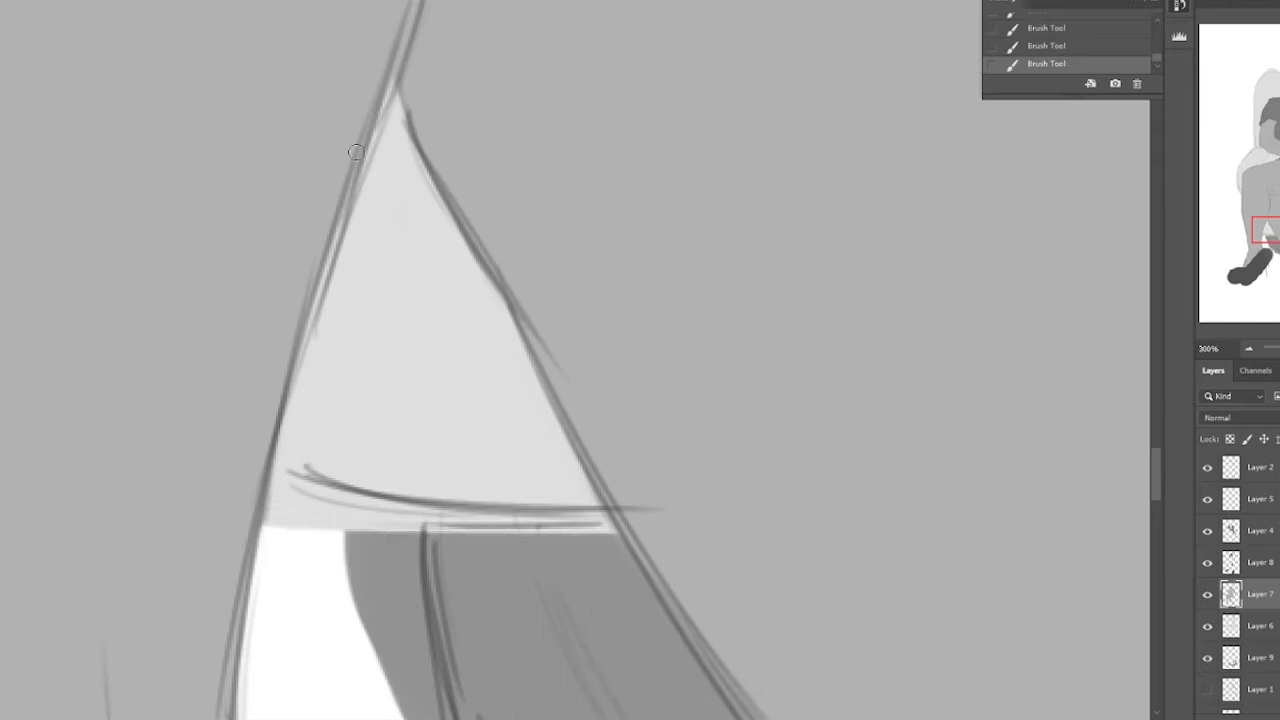 Brush Tool
Brush Tool
Brush Tool
300%
Layers Channels
Kind
Normal
Lock:
Layer 2
Layer 5
Layer 4
Layer 8
Layer 7
Layer 6
Layer 9
Layer 1